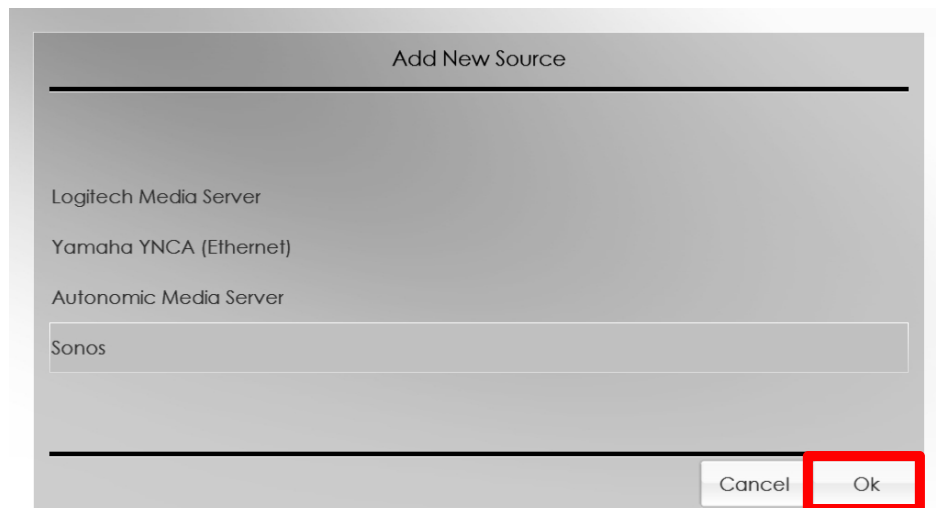 Add New Source
Logitech Media Server
Yamaha YNCA (Ethernet)
Autonomic Media Server
Sonos
Cancel Ok